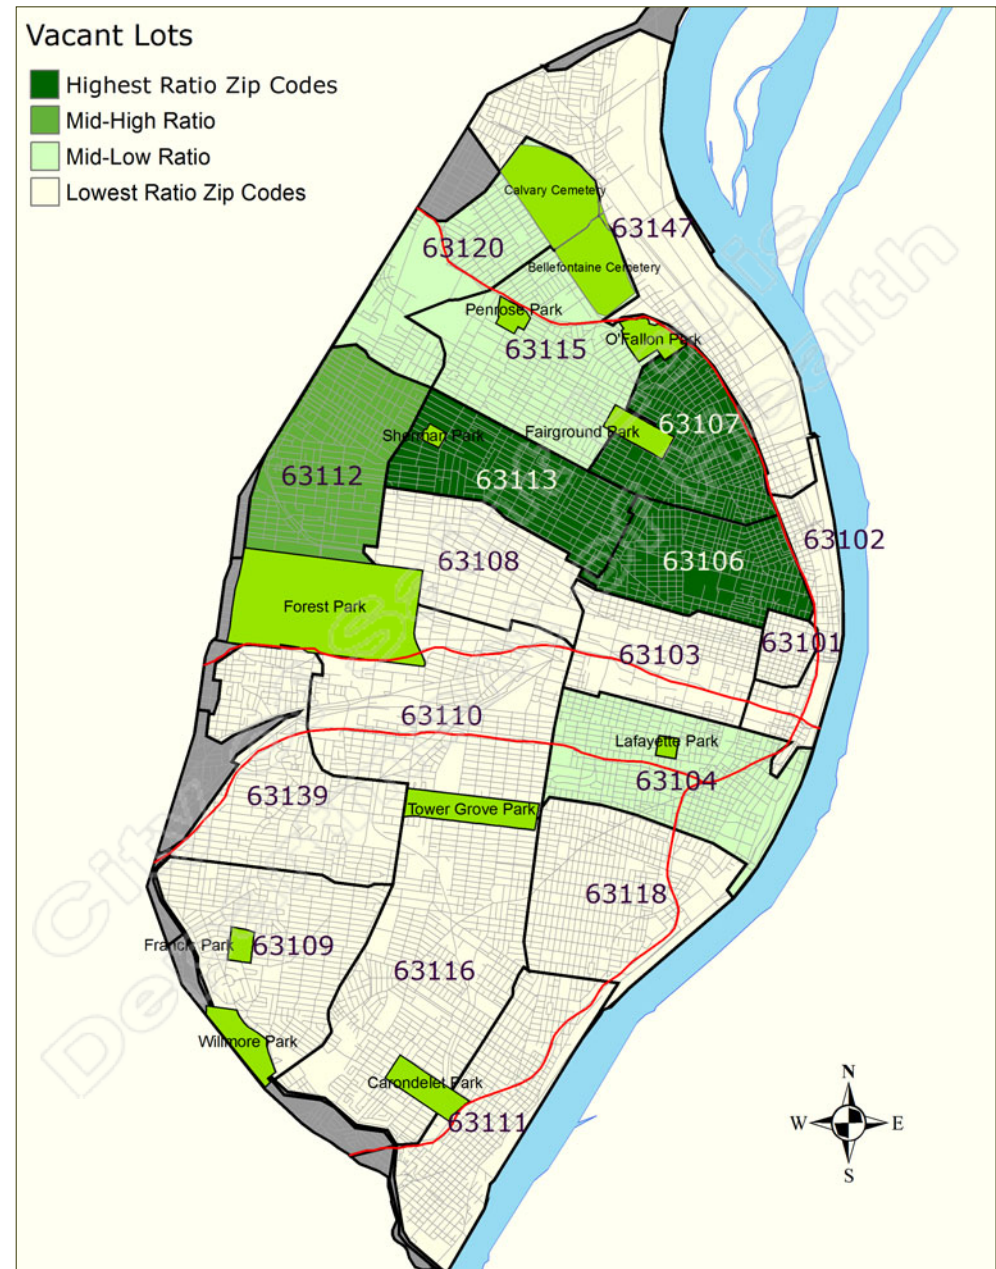 Vacant Lots
Highest Ratio Zip Codes
Mid-High Ratio
Mid-Low Ratio
Lowest Ratio Zip Codes
Calvary Cemetery
63147
63120
Bellefontaine Cemetery
Penrose Park
O'Fallon Park
63115
63107
Fairground Park
Sherman Park
63112
63113
63102
63106
63108
Forest Park
63101
63103
63110
Lafayette Park
63104
63139
Tower Grove Park
63118
Francis Park
63109
63116
Willmore Park
Carondelet Park
63111
N
W
E
S